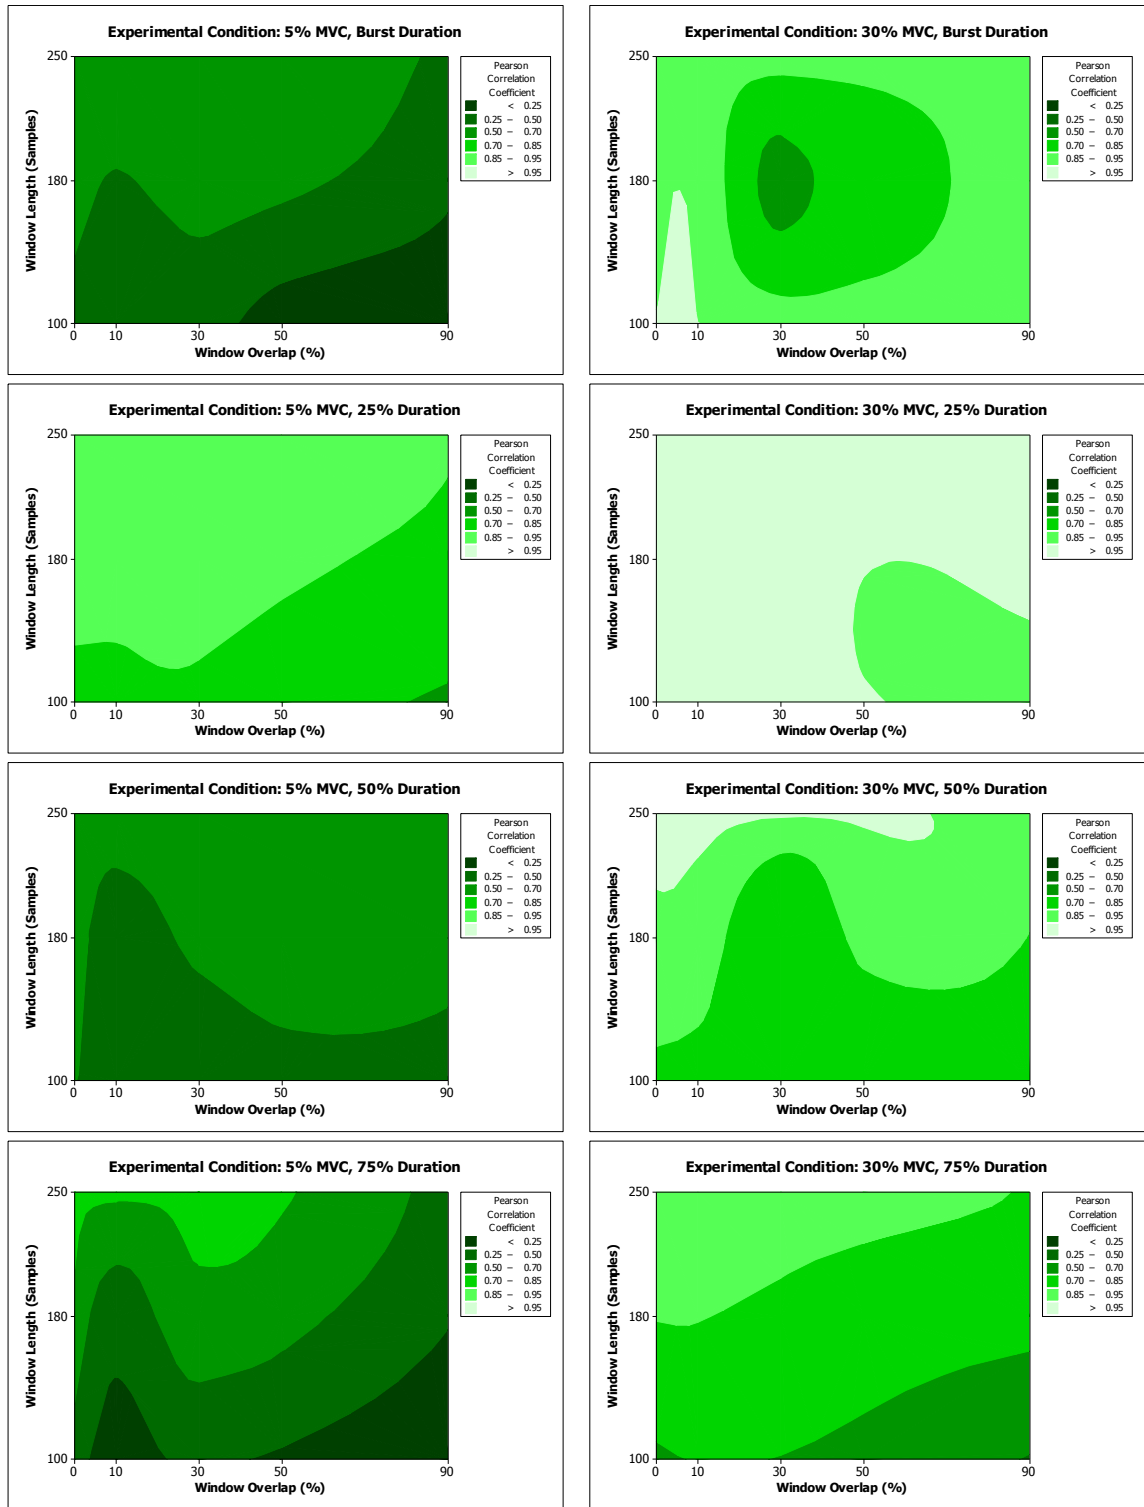 Experimental Condition: 5% MVC, Burst Duration
Window Length (Samples)
250
180
100
0 10 30 50 90
Window Overlap (%)
Pearson
Correlation
Coefficient
< 0.25
0.25 – 0.50
0.50 – 0.70
0.70 – 0.85
0.85 – 0.95
> 0.95
Experimental Condition: 30% MVC, Burst Duration
Window Length (Samples)
250
180
100
0 10 30 50 90
Window Overlap (%)
Pearson
Correlation
Coefficient
< 0.25
0.25 – 0.50
0.50 – 0.70
0.70 – 0.85
0.85 – 0.95
> 0.95
Experimental Condition: 5% MVC, 25% Duration
Window Length (Samples)
250
180
100
0 10 30 50 90
Window Overlap (%)
Pearson
Correlation
Coefficient
< 0.25
0.25 – 0.50
0.50 – 0.70
0.70 – 0.85
0.85 – 0.95
> 0.95
Experimental Condition: 30% MVC, 25% Duration
Window Length (Samples)
250
180
100
0 10 30 50 90
Window Overlap (%)
Pearson
Correlation
Coefficient
< 0.25
0.25 – 0.50
0.50 – 0.70
0.70 – 0.85
0.85 – 0.95
> 0.95
Experimental Condition: 5% MVC, 50% Duration
Window Length (Samples)
250
180
100
0 10 30 50 90
Window Overlap (%)
Pearson
Correlation
Coefficient
< 0.25
0.25 – 0.50
0.50 – 0.70
0.70 – 0.85
0.85 – 0.95
> 0.95
Experimental Condition: 30% MVC, 50% Duration
Window Length (Samples)
250
180
100
0 10 30 50 90
Window Overlap (%)
Pearson
Correlation
Coefficient
< 0.25
0.25 – 0.50
0.50 – 0.70
0.70 – 0.85
0.85 – 0.95
> 0.95
Experimental Condition: 5% MVC, 75% Duration
Window Length (Samples)
250
180
100
0 10 30 50 90
Window Overlap (%)
Pearson
Correlation
Coefficient
< 0.25
0.25 – 0.50
0.50 – 0.70
0.70 – 0.85
0.85 – 0.95
> 0.95
Experimental Condition: 30% MVC, 75% Duration
Window Length (Samples)
250
180
100
0 10 30 50 90
Window Overlap (%)
Pearson
Correlation
Coefficient
< 0.25
0.25 – 0.50
0.50 – 0.70
0.70 – 0.85
0.85 – 0.95
> 0.95